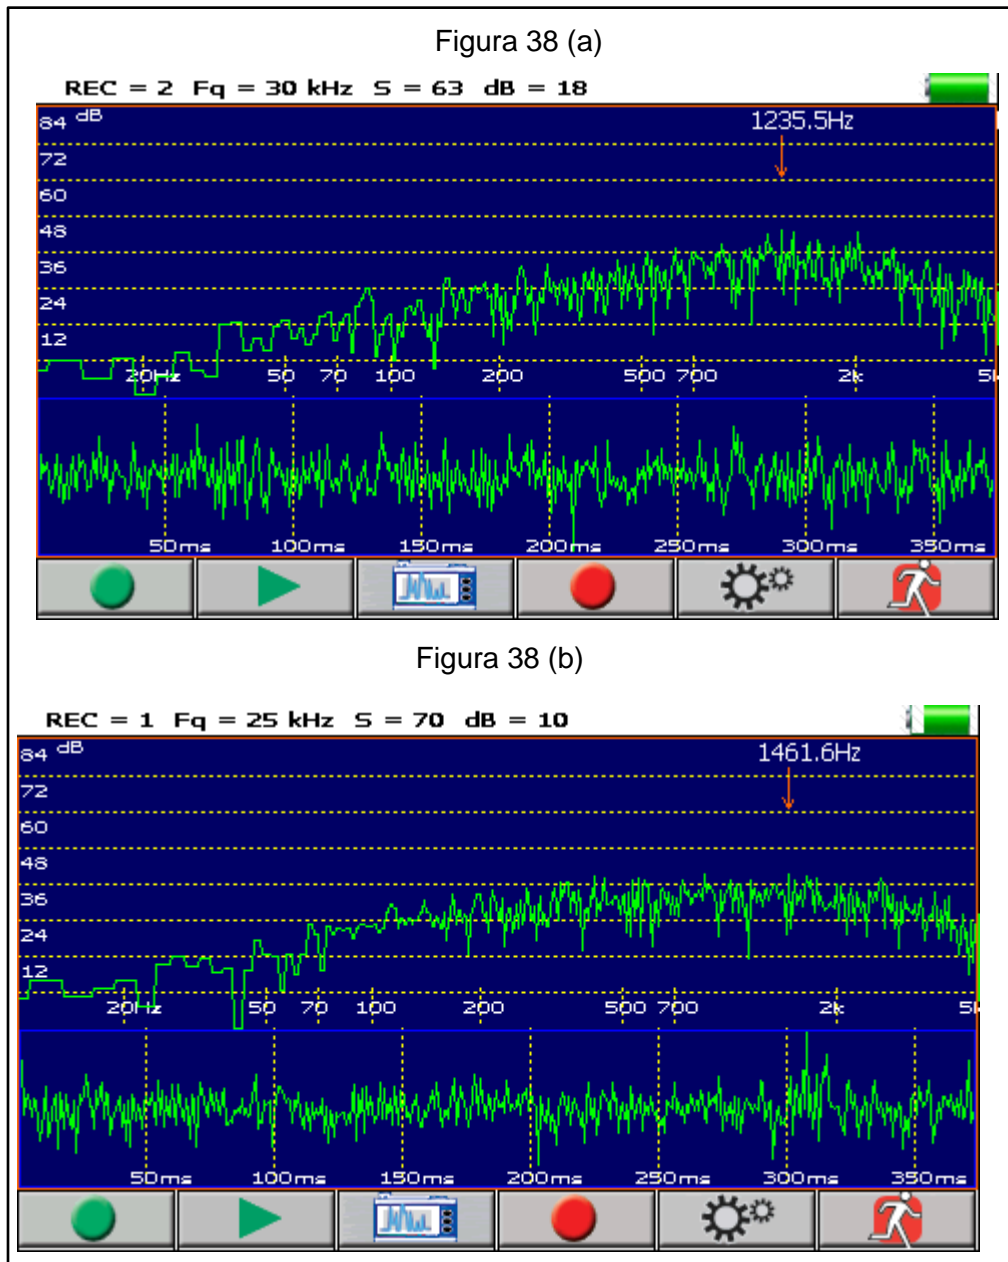 Figura 38 (a)
REC = 2 Fq = 30 kHz S = 63 dB = 18
84 dB
1235.5Hz
72
60
48
36
24
12
20Hz 50 70 100 200 500 700 2k 5k
50ms 100ms 150ms 200ms 250ms 300ms 350ms
Figura 38 (b)
REC = 1 Fq = 25 kHz S = 70 dB = 10
84 dB
1461.6Hz
72
60
48
36
24
12
20Hz 50 70 100 200 500 700 2k 5k
50ms 100ms 150ms 200ms 250ms 300ms 350ms